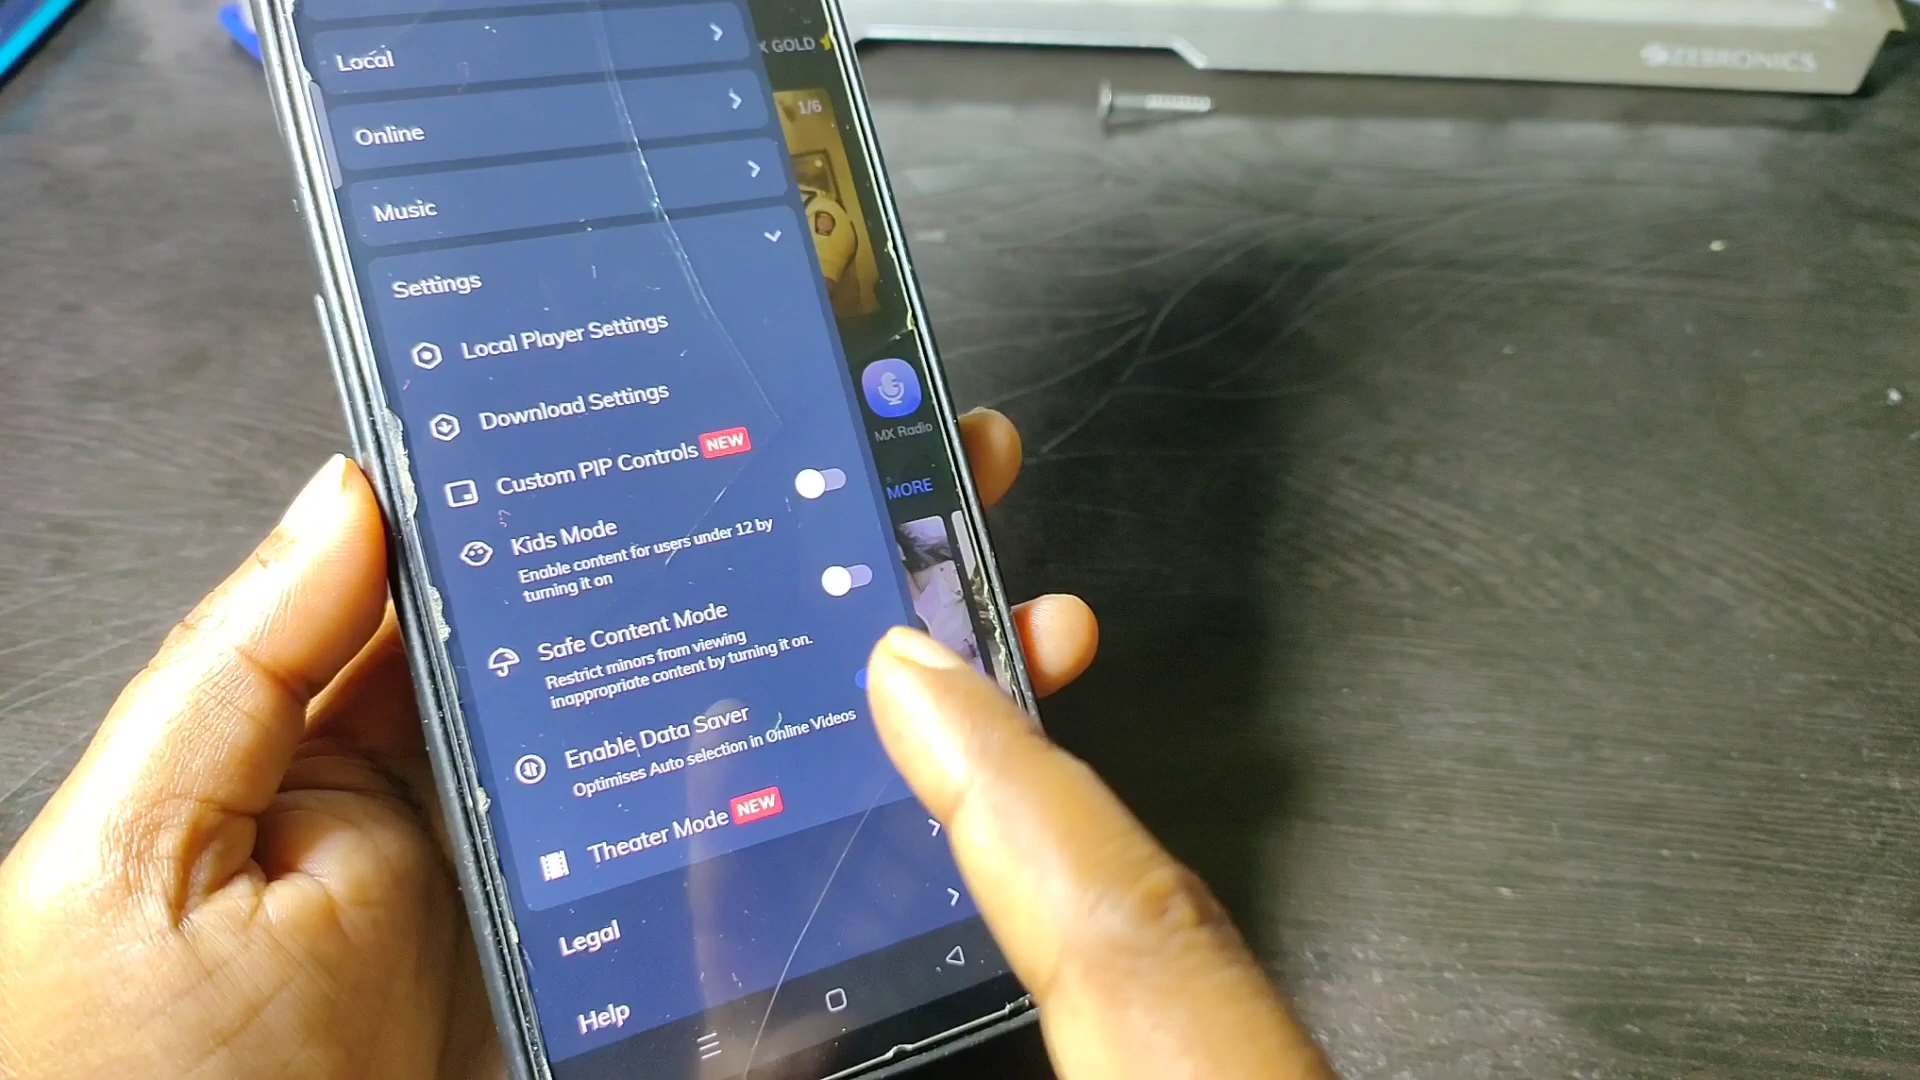 Local
Online
Music
Settings
Local Player Settings
Download Settings
Custom PIP Controls NEW
Kids Mode
Enable content for users under 12 by
turning it on
Safe Content Mode
Restrict minors from viewing
inappropriate content by turning it on.
Enable Data Saver
Optimises Auto selection in Online Videos
Theater Mode NEW
Legal
Help
X GOLD
1/6
MX Radio
MORE
ZEBRONICS